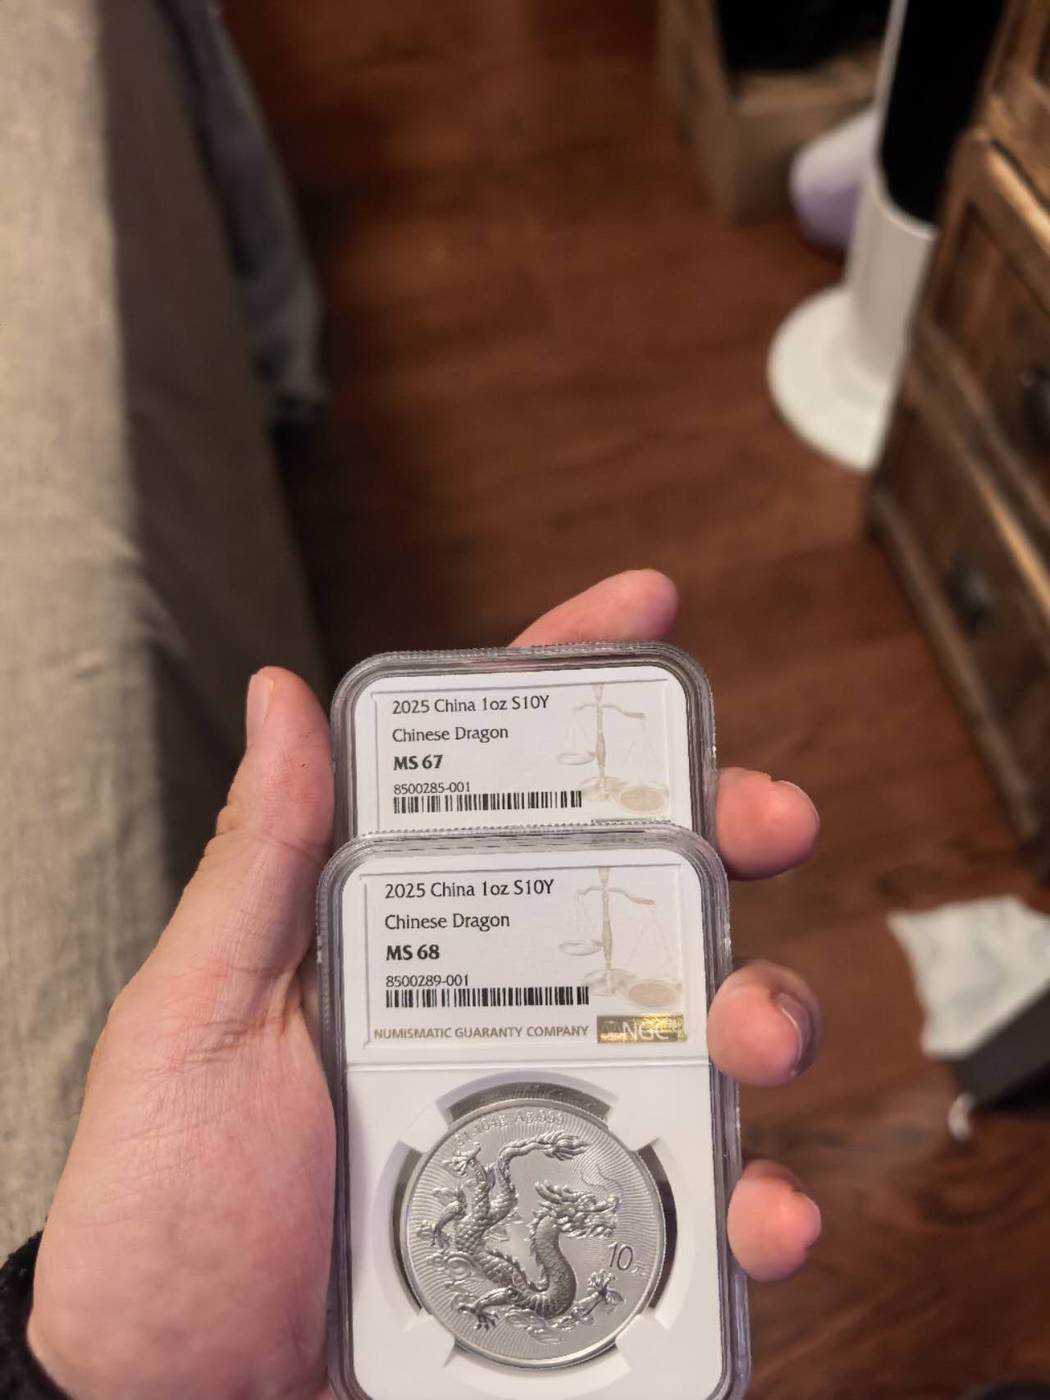 2025 China 1oz S10Y
Chinese Dragon
MS 67
8500285-001
2025 China 1oz S10Y
Chinese Dragon
MS 68
8500289-001
NUMISMATIC GUARANTY COMPANY
NGC
10